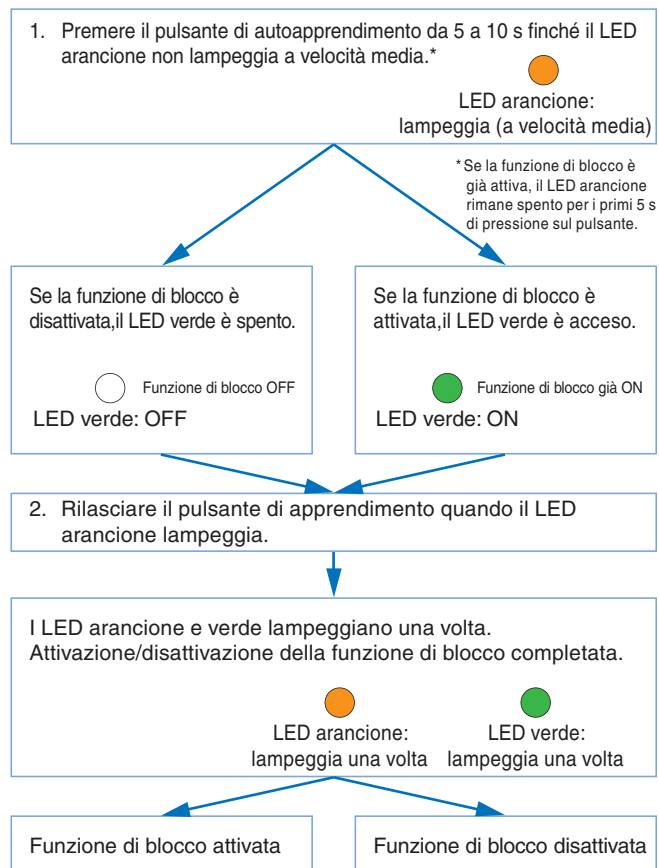 1. Premere il pulsante di autoapprendimento da 5 a 10 s finché il LED
arancione non lampeggia a velocità media.*
LED arancione:
lampeggia (a velocità media)
* Se la funzione di blocco è
già attiva, il LED arancione
rimane spento per i primi 5 s
di pressione sul pulsante.
Se la funzione di blocco è
disattivata,il LED verde è spento.
Funzione di blocco OFF
LED verde: OFF
Se la funzione di blocco è
attivata,il LED verde è acceso.
Funzione di blocco già ON
LED verde: ON
2. Rilasciare il pulsante di apprendimento quando il LED
arancione lampeggia.
I LED arancione e verde lampeggiano una volta.
Attivazione/disattivazione della funzione di blocco completata.
LED arancione:
lampeggia una volta
LED verde:
lampeggia una volta
Funzione di blocco attivata
Funzione di blocco disattivata